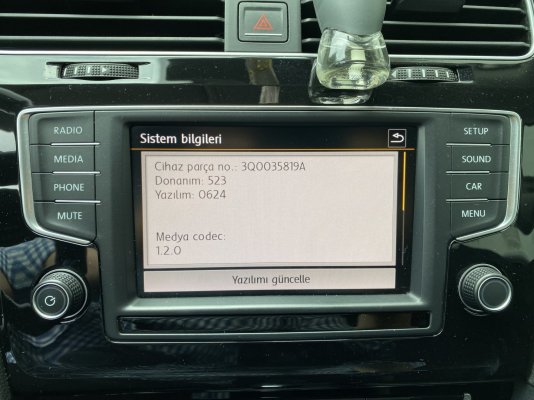 RADIO
MEDIA
PHONE
MUTE
Sistem bilgileri
Cihaz parça no.: 3Q0035819A
Donanım: 523
Yazılım: 0624
Medya codec:
1.2.0
Yazılımı güncelle
SETUP
SOUND
CAR
MENU